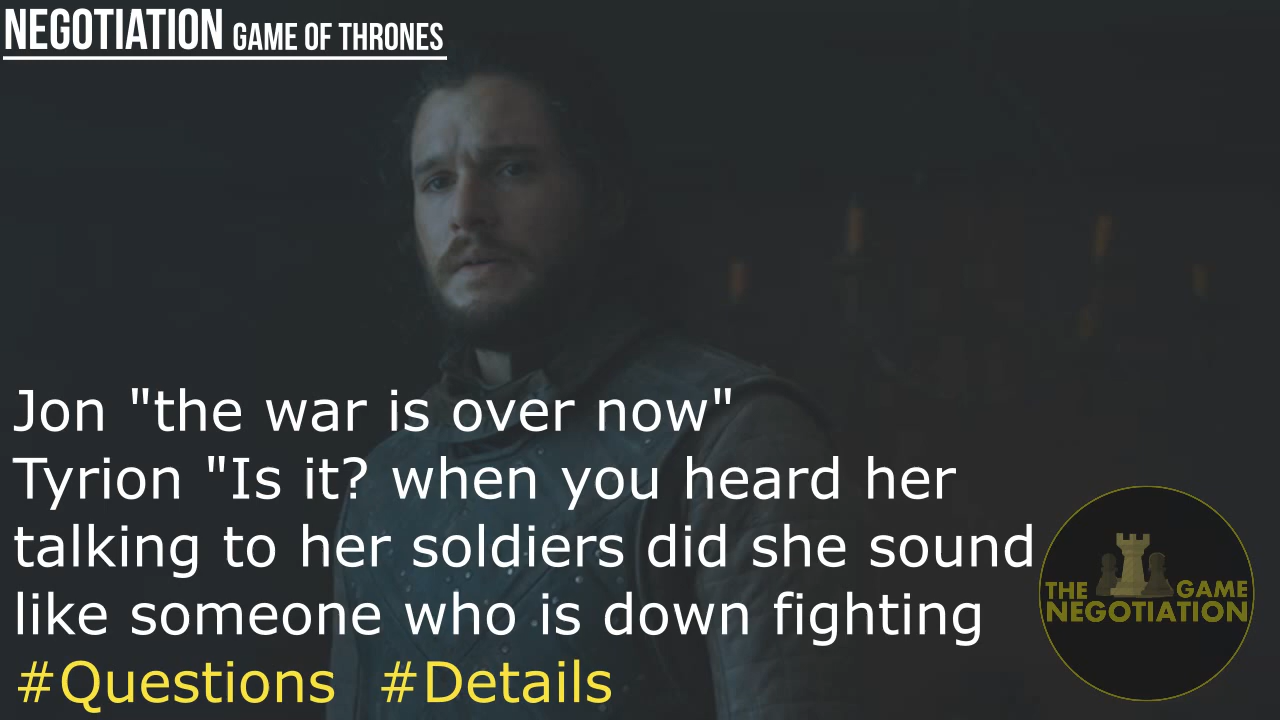 NEGOTIATION GAME OF THRONES
Jon "the war is over now"
Tyrion "Is it? when you heard her
talking to her soldiers did she sound
like someone who is down fighting
#Questions #Details
THE GAME
NEGOTIATION